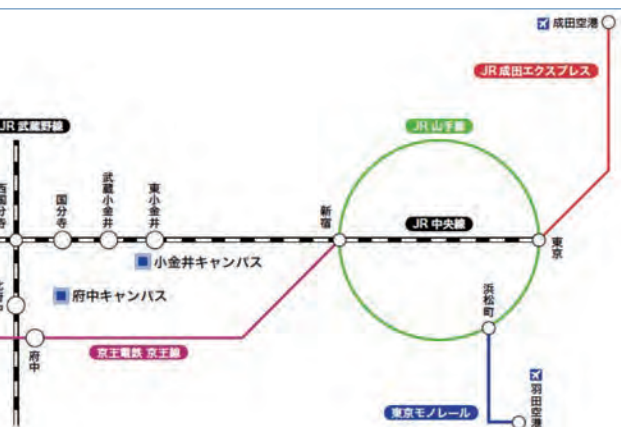 成田空港
JR 成田エクスプレス
JR 武蔵野線
JR 山手線
西国分寺
国分寺
武蔵小金井
東小金井
新宿
JR 中央線
東京
小金井キャンパス
府中キャンパス
浜松町
府中
京王電鉄 京王線
羽田空港
東京モノレール